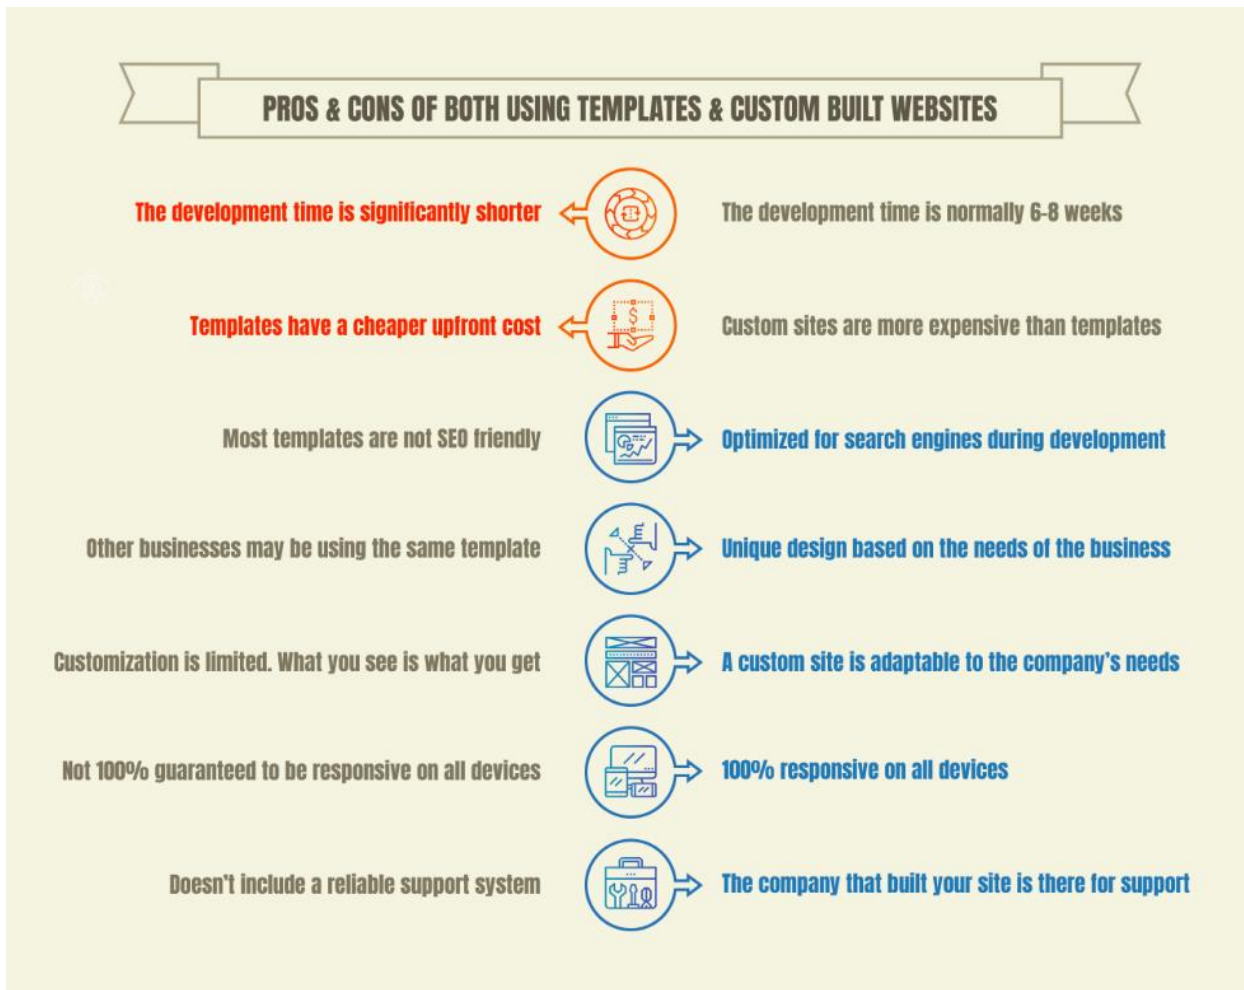 PROS & CONS OF BOTH USING TEMPLATES & CUSTOM BUILT WEBSITES
The development time is significantly shorter
The development time is normally 6-8 weeks
Templates have a cheaper upfront cost
$
Custom sites are more expensive than templates
Most templates are not SEO friendly
Optimized for search engines during development
Other businesses may be using the same template
Unique design based on the needs of the business
Customization is limited. What you see is what you get
A custom site is adaptable to the company's needs
Not 100% guaranteed to be responsive on all devices
100% responsive on all devices
Doesn't include a reliable support system
The company that built your site is there for support